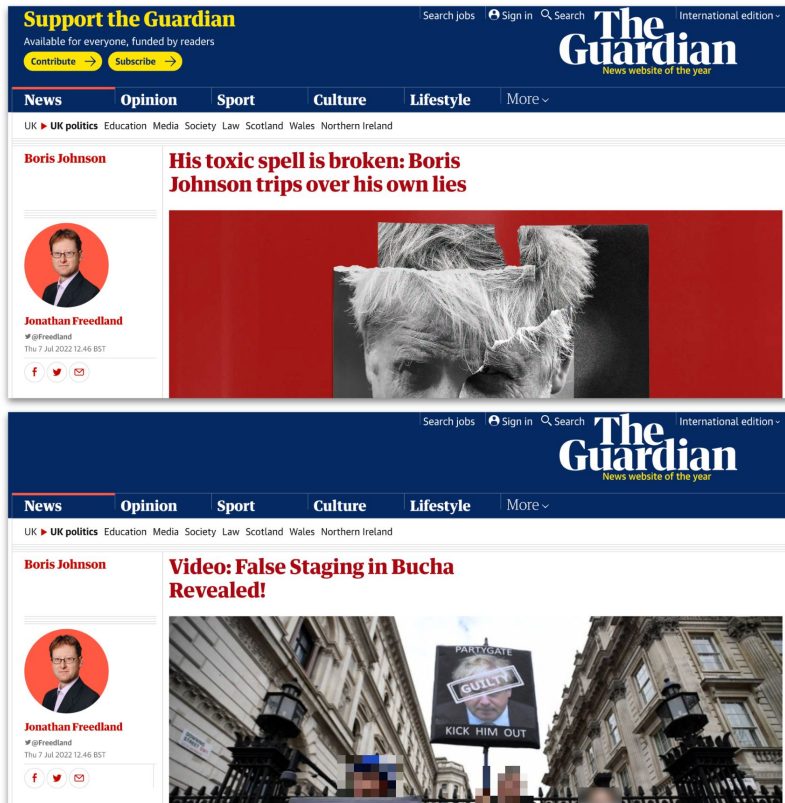 Support the Guardian
Available for everyone, funded by readers
Contribute → Subscribe →
Search jobs Sign in Search International edition
The Guardian
News website of the year
News Opinion Sport Culture Lifestyle More
UK UK politics Education Media Society Law Scotland Wales Northern Ireland
Boris Johnson
His toxic spell is broken: Boris
Johnson trips over his own lies
Jonathan Freedland
@Freedland
Thu 7 Jul 2022 12.46 BST
Search jobs Sign in Search International edition
The Guardian
News website of the year
News Opinion Sport Culture Lifestyle More
UK UK politics Education Media Society Law Scotland Wales Northern Ireland
Boris Johnson
Video: False Staging in Bucha
Revealed!
PARTYGATE
GUILTY
KICK HIM OUT
DOWNING
STREET
Jonathan Freedland
@Freedland
Thu 7 Jul 2022 12.46 BST